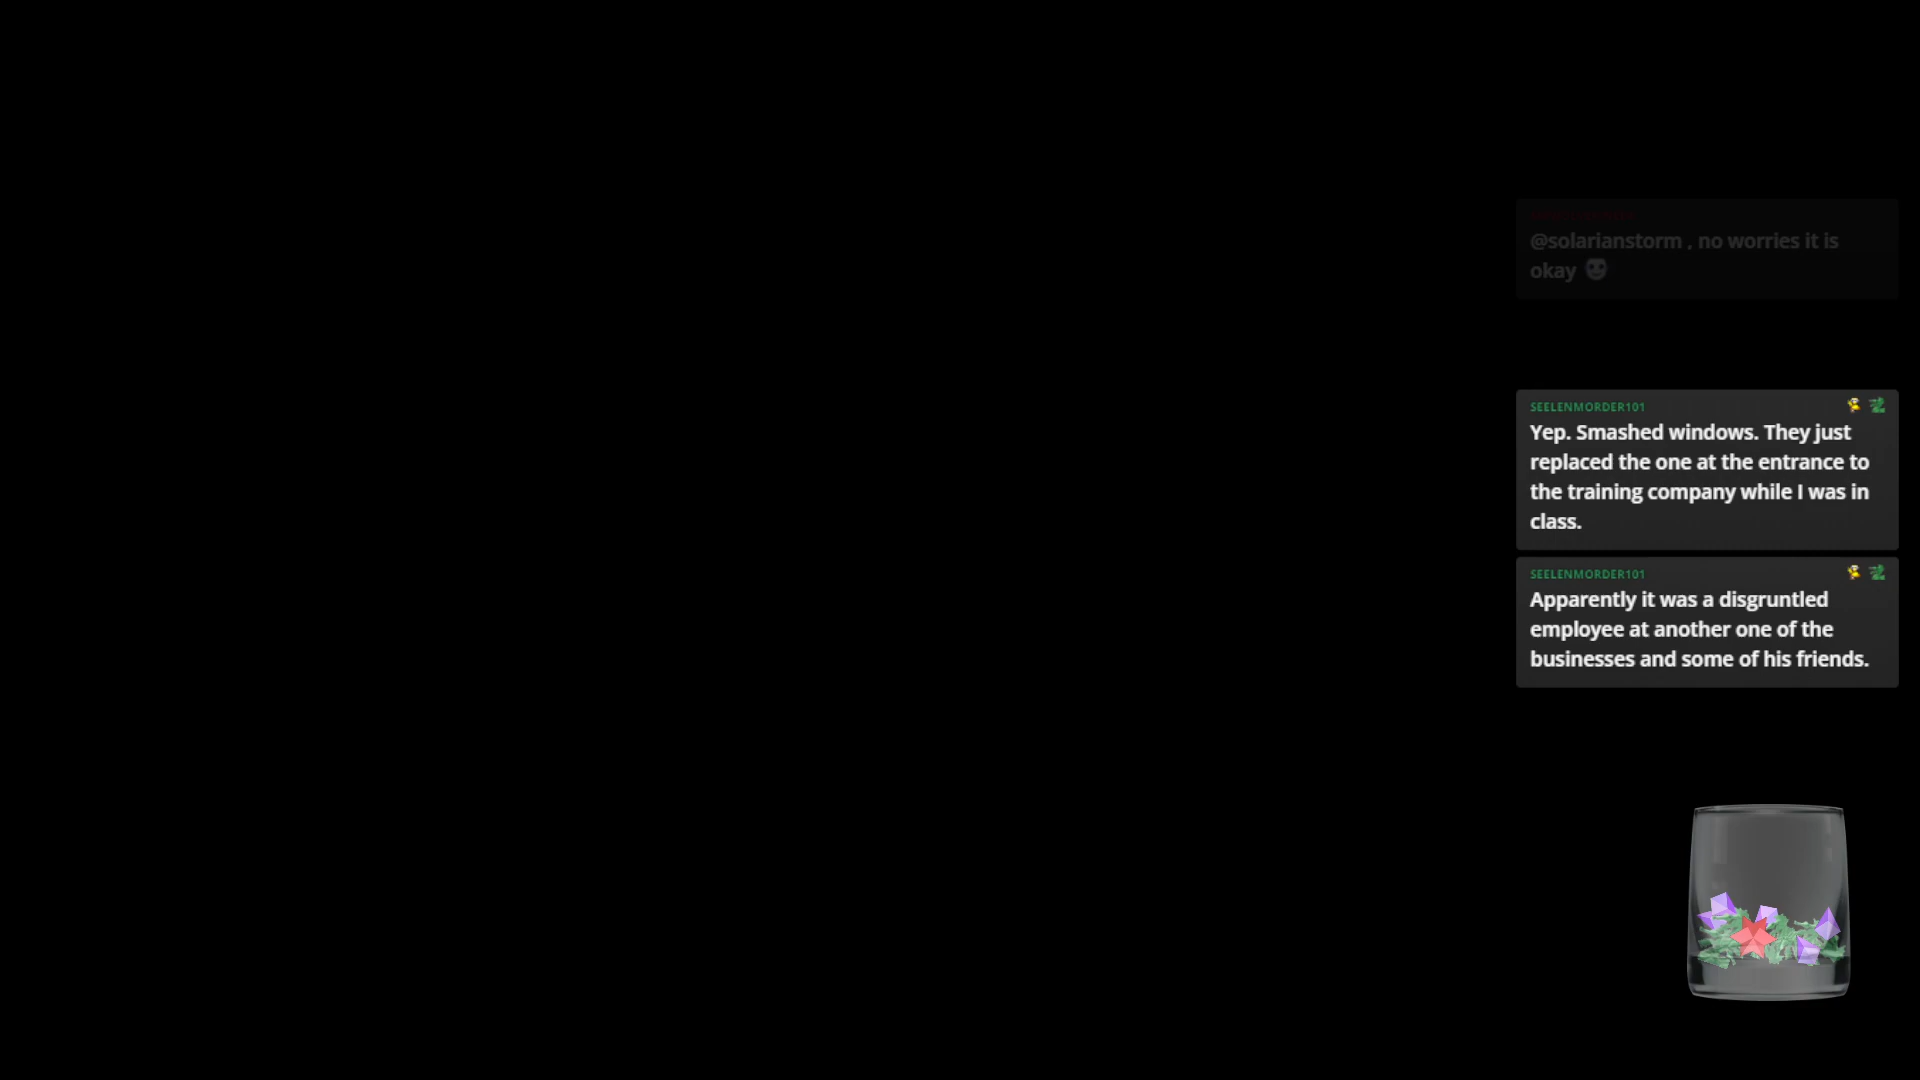 @solarianstorm , no worries it is
okay
SEELENMORDER101
Yep. Smashed windows. They just
replaced the one at the entrance to
the training company while I was in
class.
SEELENMORDER101
Apparently it was a disgruntled
employee at another one of the
businesses and some of his friends.